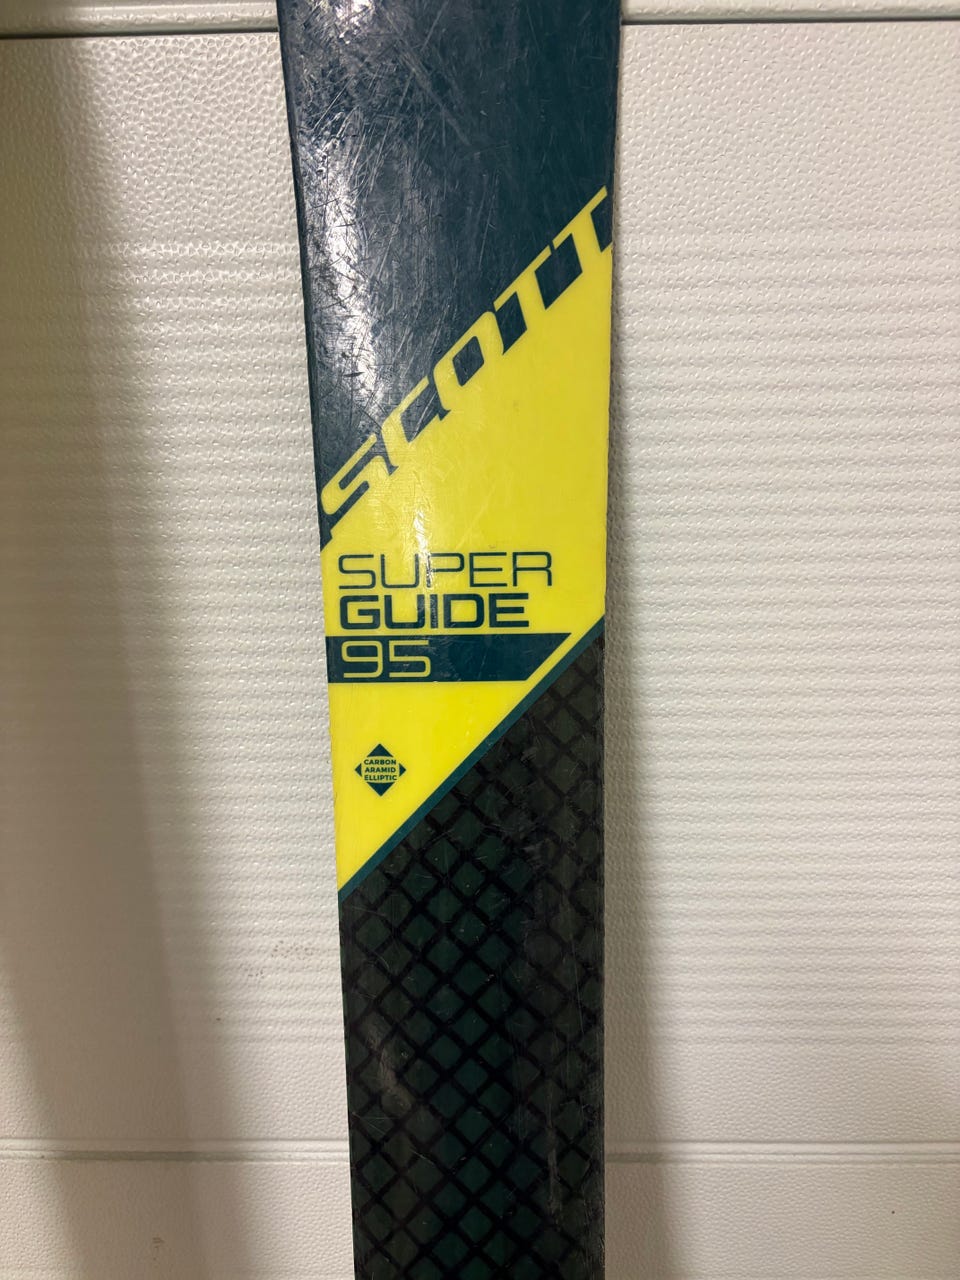 SCOTT
SUPER
GUIDE
95
CARBON
ARAMID
ELLIPTIC